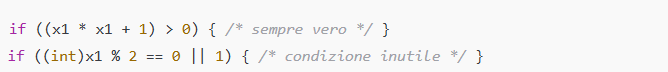 if ((x1 * x1 + 1) > 0) { /* sempre vero */ }
if ((int)x1 % 2 == 0 || 1) { /* condizione inutile */ }